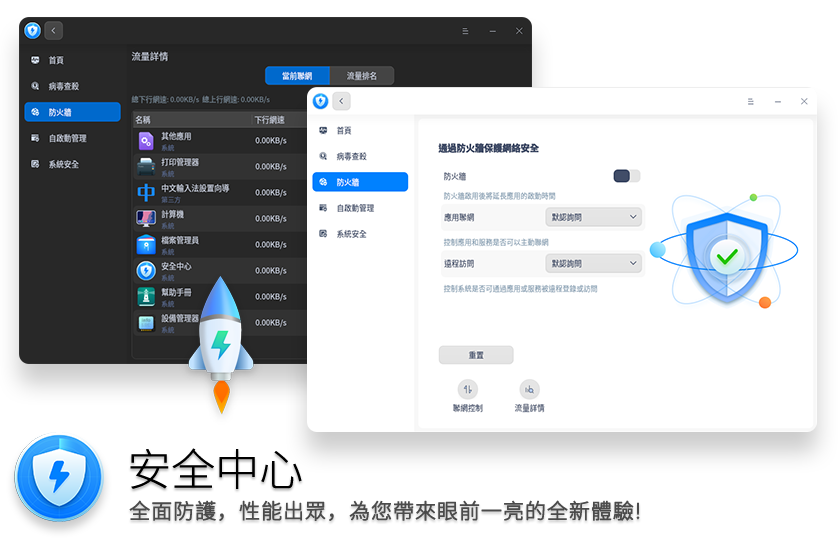 流量詳情
首頁
病毒查殺
防火牆
自啟動管理
系統安全
當前聯網
流量排名
總下行網速: 0.00KB/s 總上行網速: 0.00KB/s
名稱 下行網速
其他應用
系統
0.00KB/s
打印管理器
系統
0.00KB/s
中文輸入法設置向導
第三方
0.00KB/s
計算機
系統
0.00KB/s
檔案管理員
系統
0.00KB/s
安全中心
系統
0.00KB/s
幫助手冊
系統
0.00KB/s
設備管理器
系統
0.00KB/s
首頁
病毒查殺
防火牆
自啟動管理
系統安全
通過防火牆保護網絡安全
防火牆
防火牆啟用後將延長應用的啟動時間
應用聯網 默認詢問
控制應用和服務是否可以主動聯網
遠程訪問 默認詢問
控制系統是否可通過應用或服務被遠程登錄或訪問
重置
聯網控制 流量詳情
安全中心
全面防護，性能出眾，為您帶來眼前一亮的全新體驗!